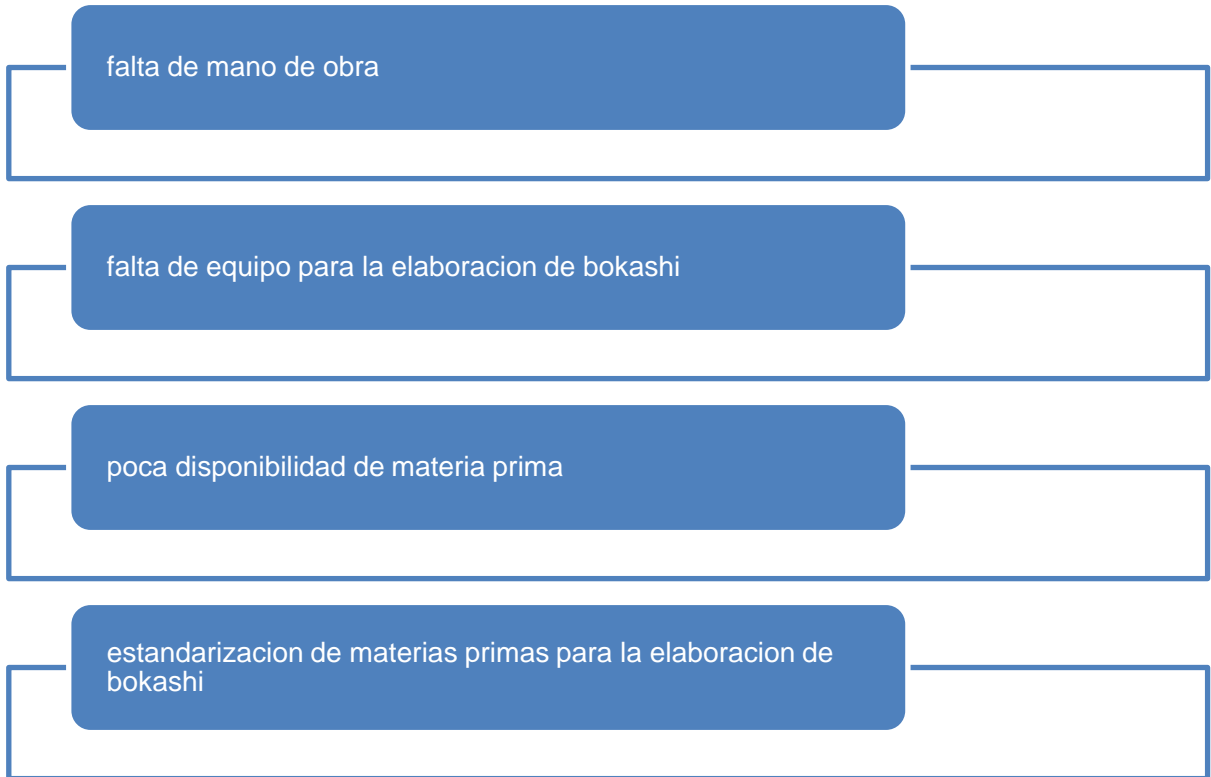 falta de mano de obra
falta de equipo para la elaboracion de bokashi
poca disponibilidad de materia prima
estandarizacion de materias primas para la elaboracion de
bokashi